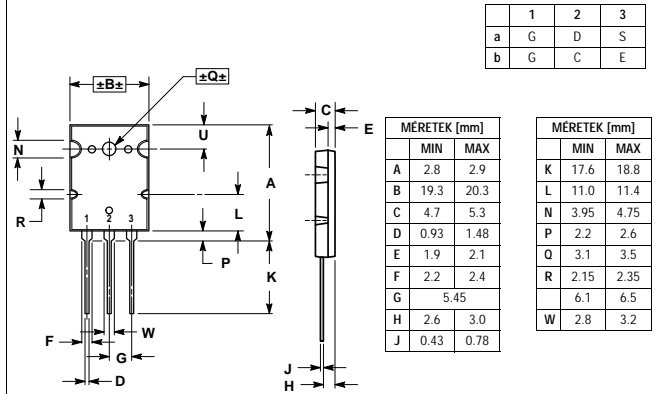 1 2 3
a G D S
b G C E
±B±
±Q±
U
N
A
R
L
1 2 3
P
K
F
W
G
D
C
E
J
H
MÉRETEK [mm]
MIN MAX
A 2.8 2.9
B 19.3 20.3
C 4.7 5.3
D 0.93 1.48
E 1.9 2.1
F 2.2 2.4
G 5.45
H 2.6 3.0
J 0.43 0.78
MÉRETEK [mm]
MIN MAX
K 17.6 18.8
L 11.0 11.4
N 3.95 4.75
P 2.2 2.6
Q 3.1 3.5
R 2.15 2.35
6.1 6.5
W 2.8 3.2